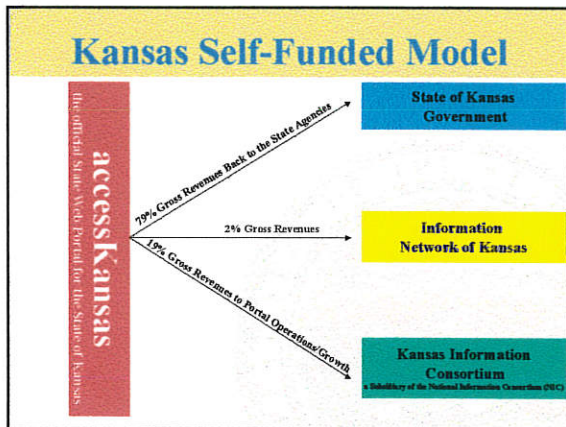 Kansas Self-Funded Model
accessKansas
the official State Web Portal for the State of Kansas
79% Gross Revenues Back to the State Agencies
State of Kansas
Government
2% Gross Revenues
Information
Network of Kansas
19% Gross Revenues to Portal Operations/Growth
Kansas Information
Consortium
a Subsidiary of the National Information Consortium (NIC)